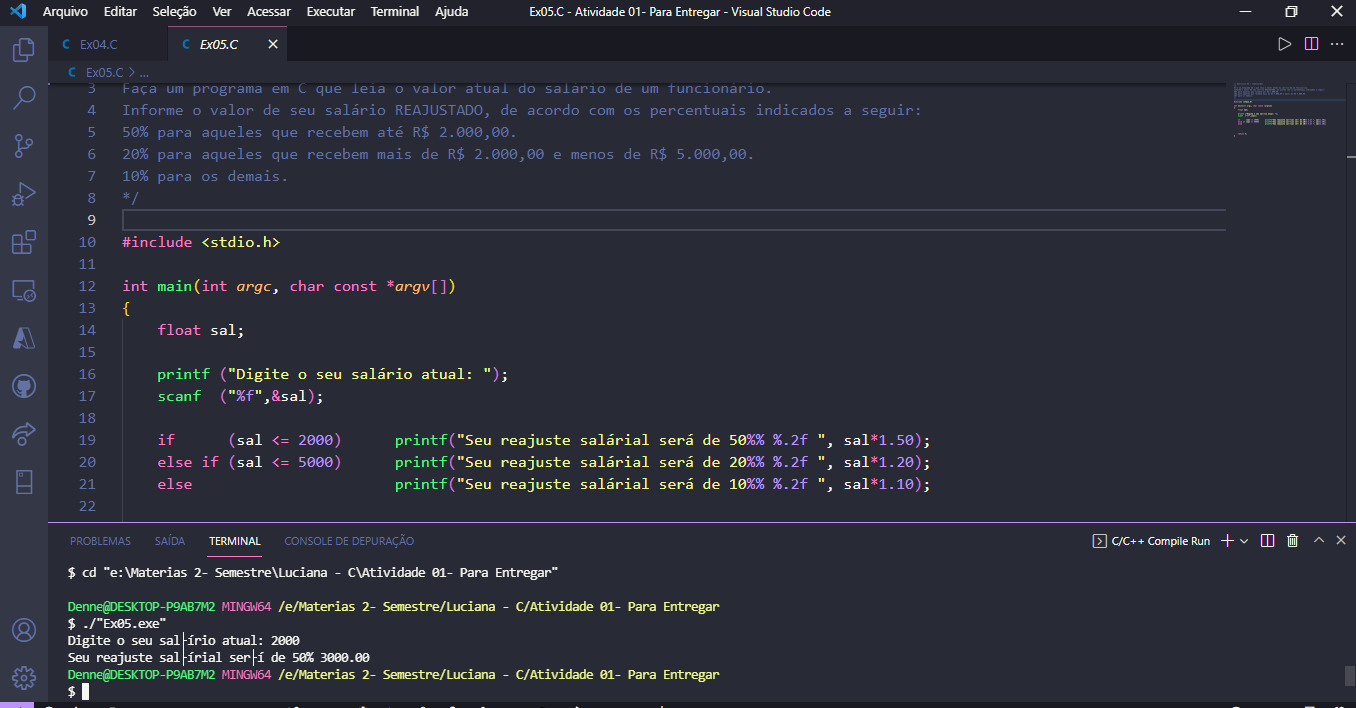 Arquivo Editar Seleção Ver Acessar Executar Terminal Ajuda Ex05.C - Atividade 01- Para Entregar - Visual Studio Code
C Ex04.C C Ex05.C
C Ex05.C > ...
3 Faça um programa em C que leia o valor atual do salário de um funcionário.
4 Informe o valor de seu salário REAJUSTADO, de acordo com os percentuais indicados a seguir:
5 50% para aqueles que recebem até R$ 2.000,00.
6 20% para aqueles que recebem mais de R$ 2.000,00 e menos de R$ 5.000,00.
7 10% para os demais.
8 */
9
10 #include <stdio.h>
11
12 int main(int argc, char const *argv[])
13 {
14 float sal;
15
16 printf ("Digite o seu salário atual: ");
17 scanf ("%f",&sal);
18
19 if (sal <= 2000) printf("Seu reajuste salárial será de 50%% %.2f ", sal*1.50);
20 else if (sal <= 5000) printf("Seu reajuste salárial será de 20%% %.2f ", sal*1.20);
21 else printf("Seu reajuste salárial será de 10%% %.2f ", sal*1.10);
22
PROBLEMAS SAÍDA TERMINAL CONSOLE DE DEPURAÇÃO C/C++ Compile Run
$ cd "e:\Materias 2- Semestre\Luciana - C\Atividade 01- Para Entregar"
Denne@DESKTOP-P9AB7M2 MINGW64 /e/Materias 2- Semestre/Luciana - C/Atividade 01- Para Entregar
$ ./"Ex05.exe"
Digite o seu sal├írio atual: 2000
Seu reajuste sal├írial ser├í de 50% 3000.00
Denne@DESKTOP-P9AB7M2 MINGW64 /e/Materias 2- Semestre/Luciana - C/Atividade 01- Para Entregar
$